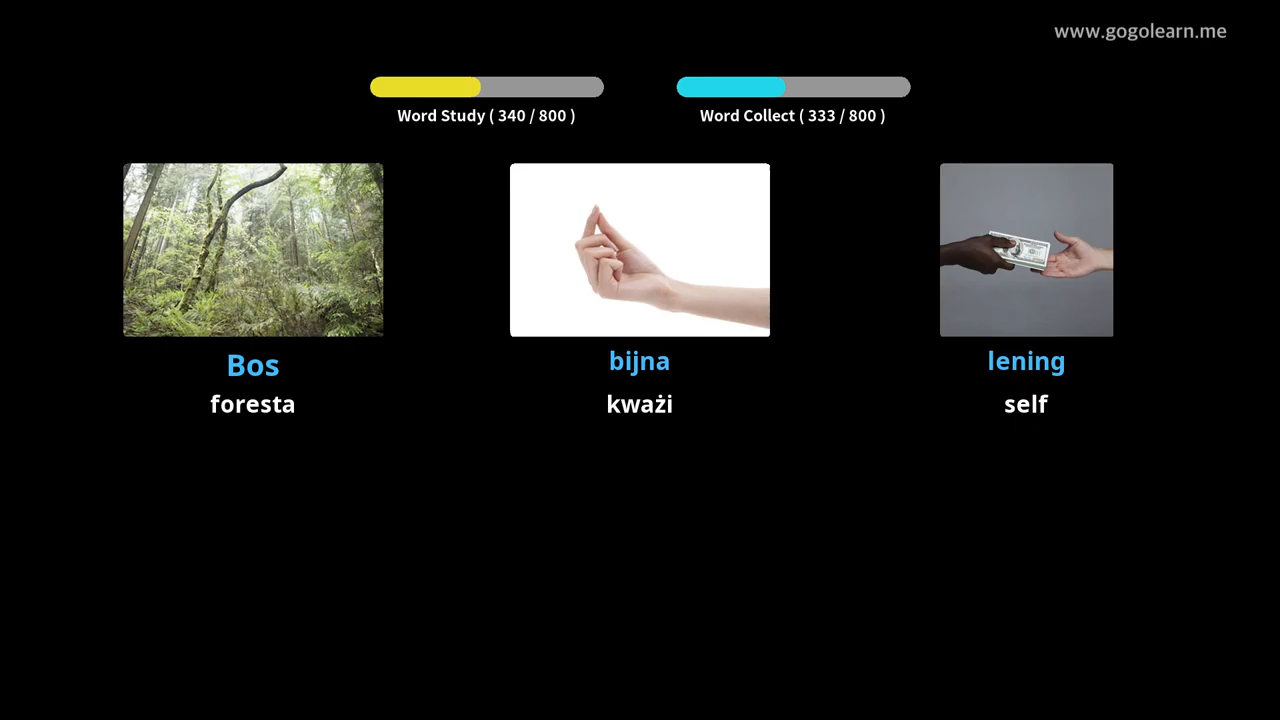 www.gogolearn.me
Word Study ( 340 / 800 )
Word Collect ( 333 / 800 )
Bos
foresta
bijna
kważi
lening
self